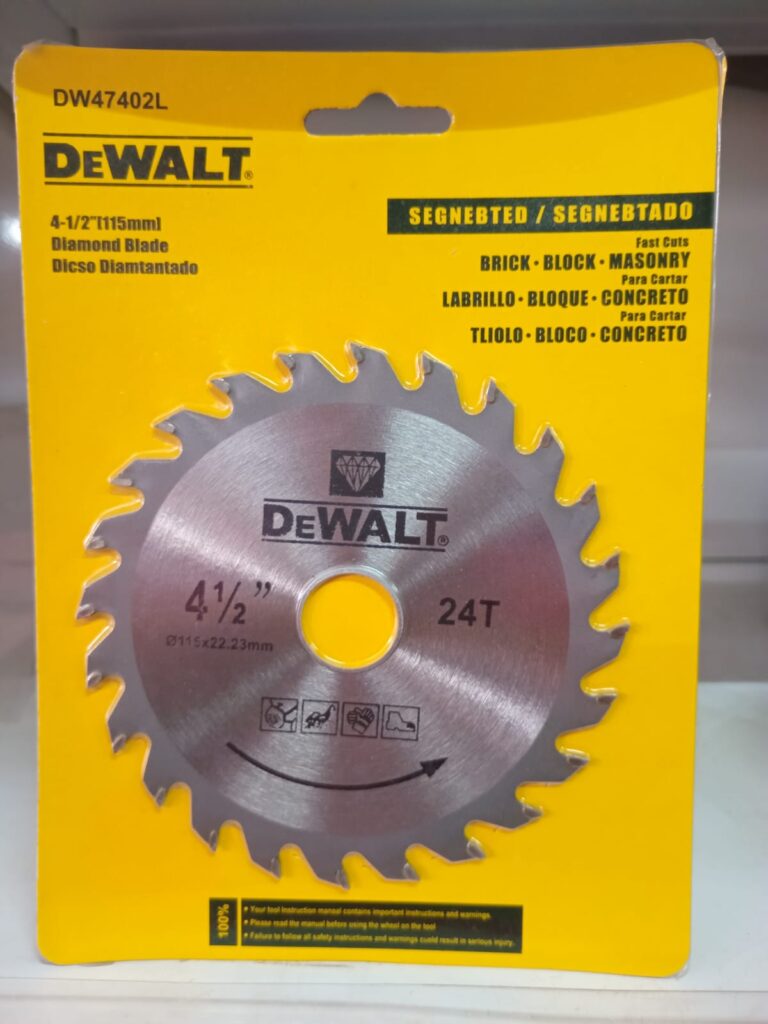 DW47402L
DEWALT®
4-1/2"[115mm]
Diamond Blade
Dicso Diamtantado
SEGNEBTED / SEGNEBTADO
Fast Cuts
BRICK • BLOCK • MASONRY
Para Cartar
LABRILLO • BLOQUE • CONCRETO
Para Cartar
TLIOLO • BLOCO • CONCRETO
DEWALT®
4½”
24T
Ø115x22.23mm
100%
• Your tool Instruction manual contains important instructions and warnings.
• Please read the manual before using the wheel on the tool
• Failure to follow all safety instructions and warnings could result in serious injury.